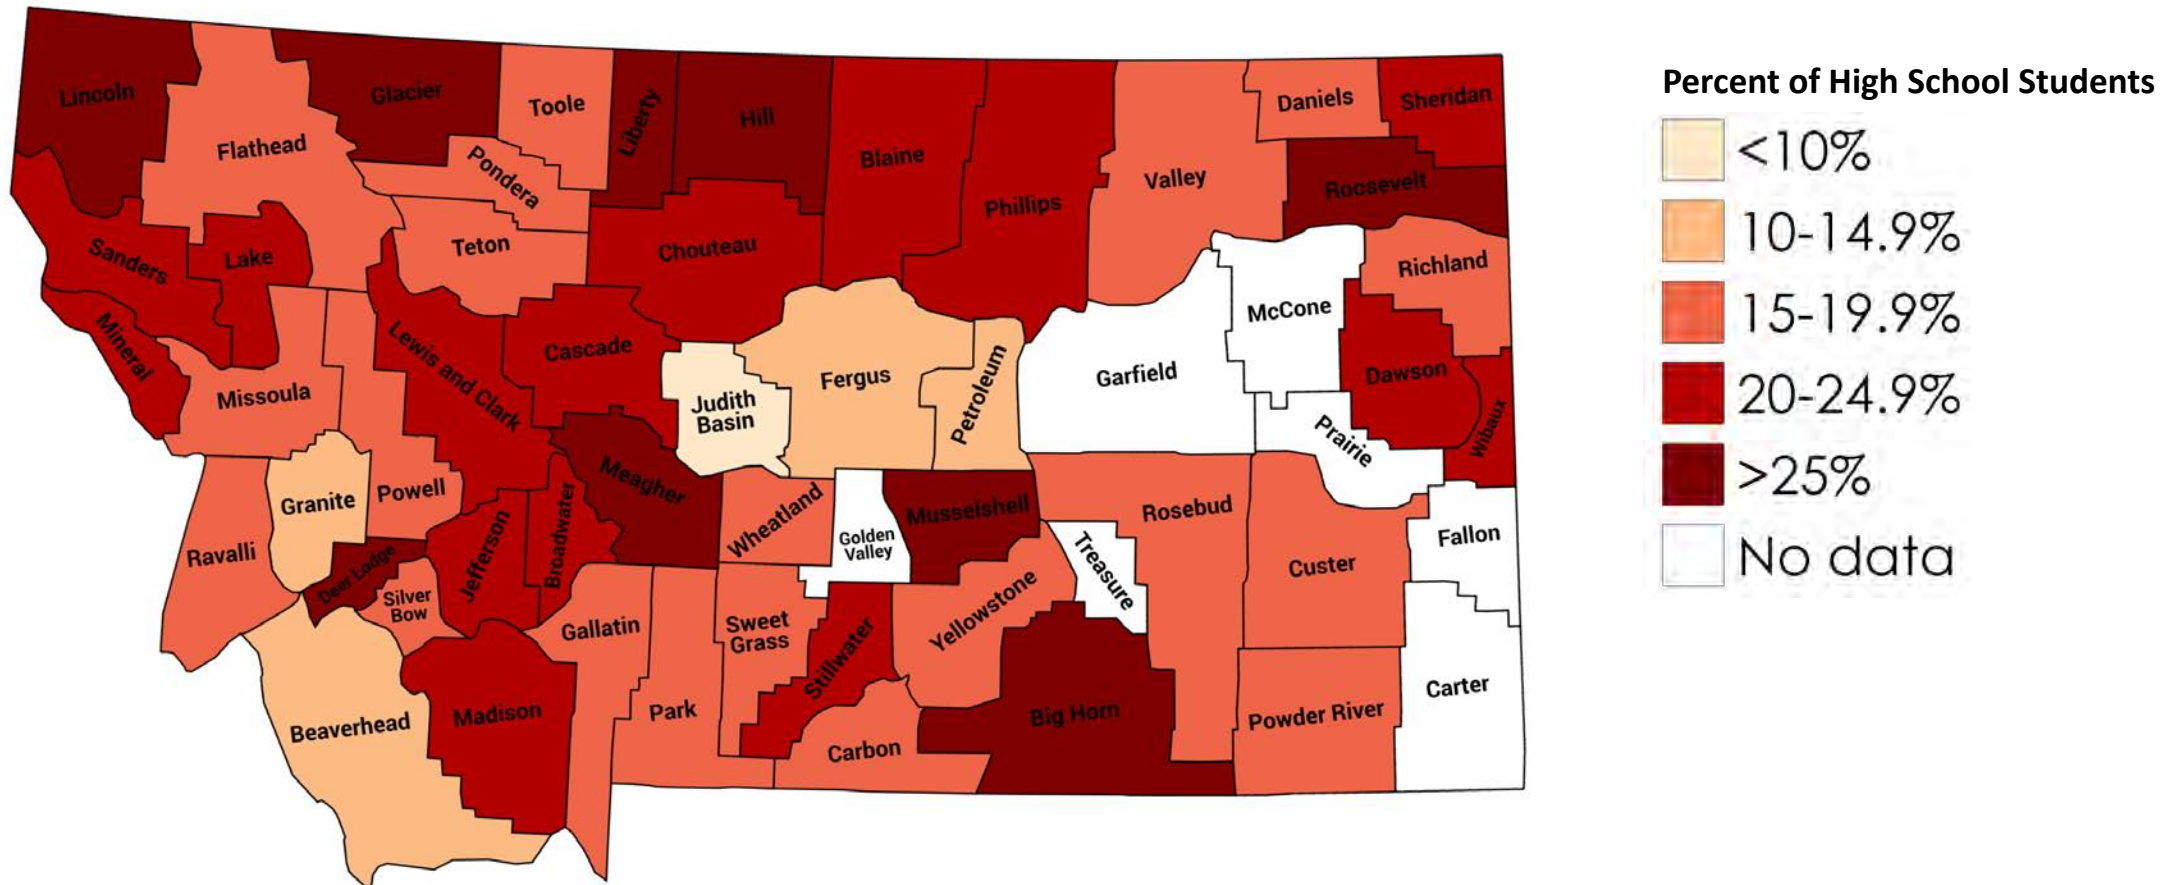 Percent of High School Students
<10%
10-14.9%
15-19.9%
20-24.9%
>25%
No data
Lincoln
Flathead
Glacier
Toole
Liberty
Hill
Blaine
Phillips
Valley
Daniels
Sheridan
Roosevelt
Pondera
Teton
Chouteau
Sanders
Lake
Mineral
Missoula
Lewis and Clark
Cascade
Judith
Basin
Fergus
Petroleum
Garfield
McCone
Richland
Dawson
Wibaux
Prairie
Granite
Powell
Ravalli
Deer Lodge
Silver
Bow
Jefferson
Broadwater
Meagher
Wheatland
Golden
Valley
Musselshell
Rosebud
Treasure
Custer
Fallon
Beaverhead
Madison
Gallatin
Park
Sweet
Grass
Stillwater
Yellowstone
Carbon
Big Horn
Powder River
Carter